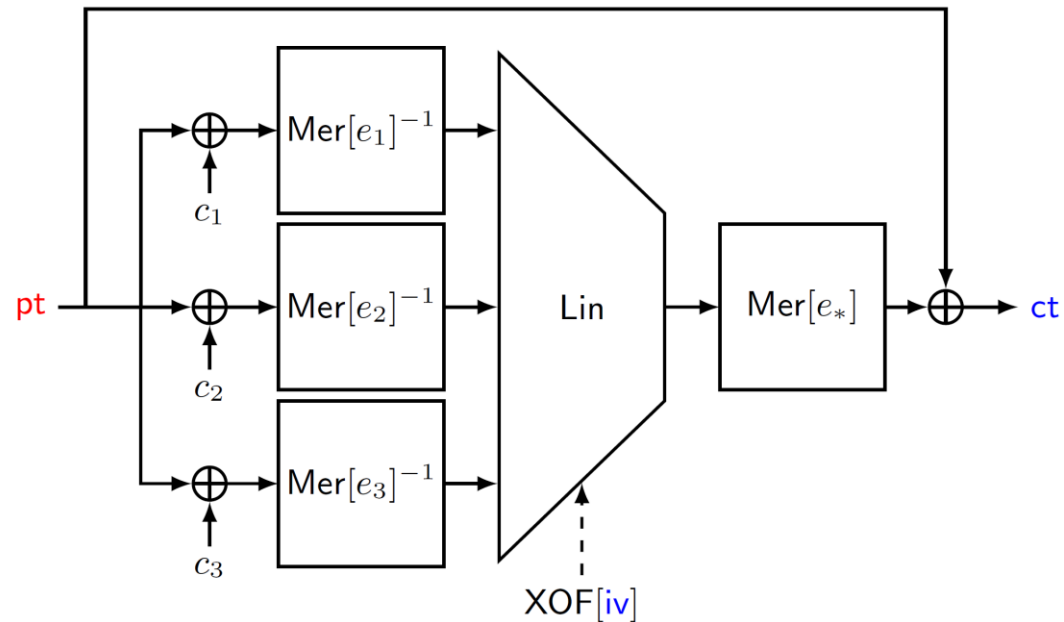 Mer[e₁]⁻¹
c₁
pt
Mer[e₂]⁻¹
Lin
Mer[e∗]
ct
c₂
Mer[e₃]⁻¹
c₃
XOF[iv]